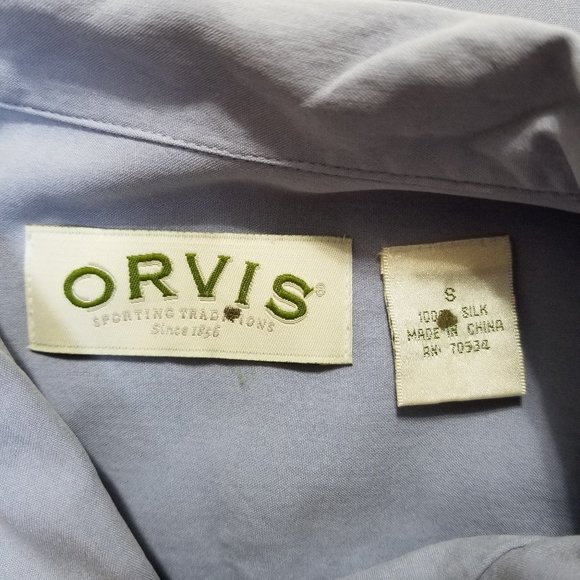 ORVIS®
SPORTING TRADITIONS
Since 1856
S
100% SILK
MADE IN CHINA
RN 70534